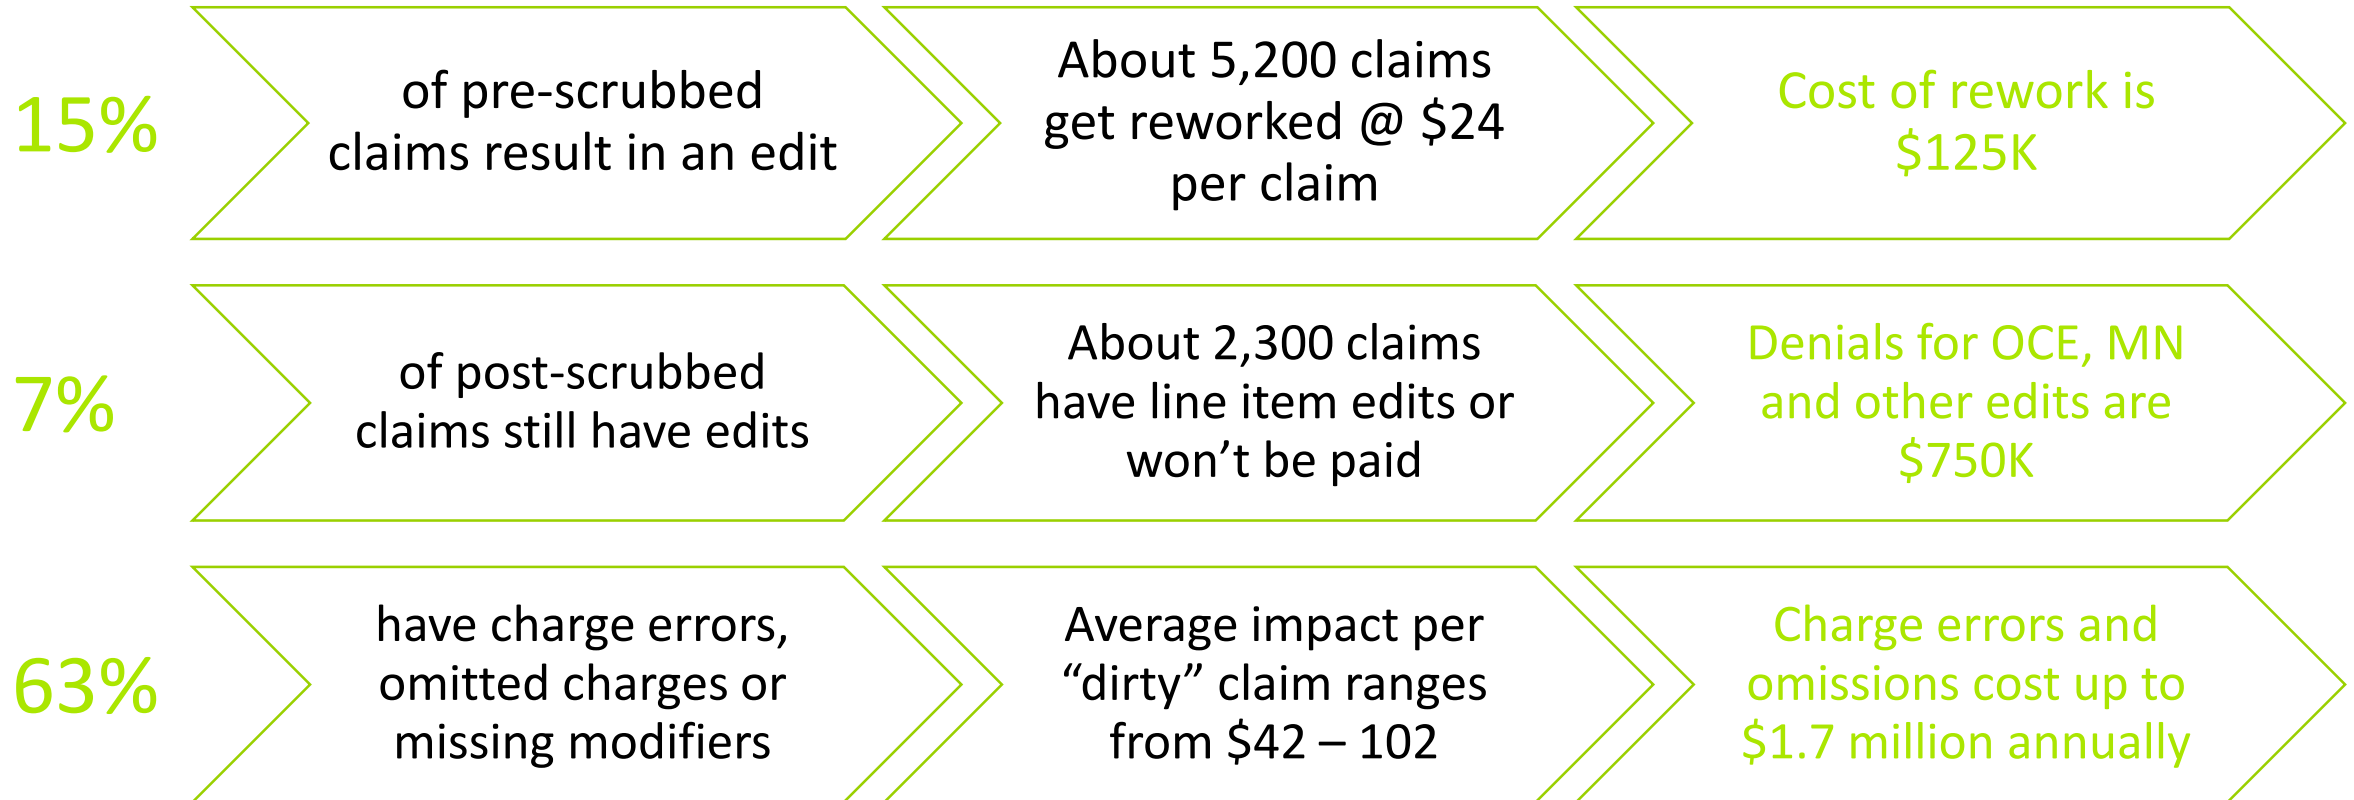 15%
of pre-scrubbed
claims result in an edit
About 5,200 claims
get reworked @ $24
per claim
Cost of rework is
$125K
7%
of post-scrubbed
claims still have edits
About 2,300 claims
have line item edits or
won’t be paid
Denials for OCE, MN
and other edits are
$750K
63%
have charge errors,
omitted charges or
missing modifiers
Average impact per
“dirty” claim ranges
from $42 – 102
Charge errors and
omissions cost up to
$1.7 million annually